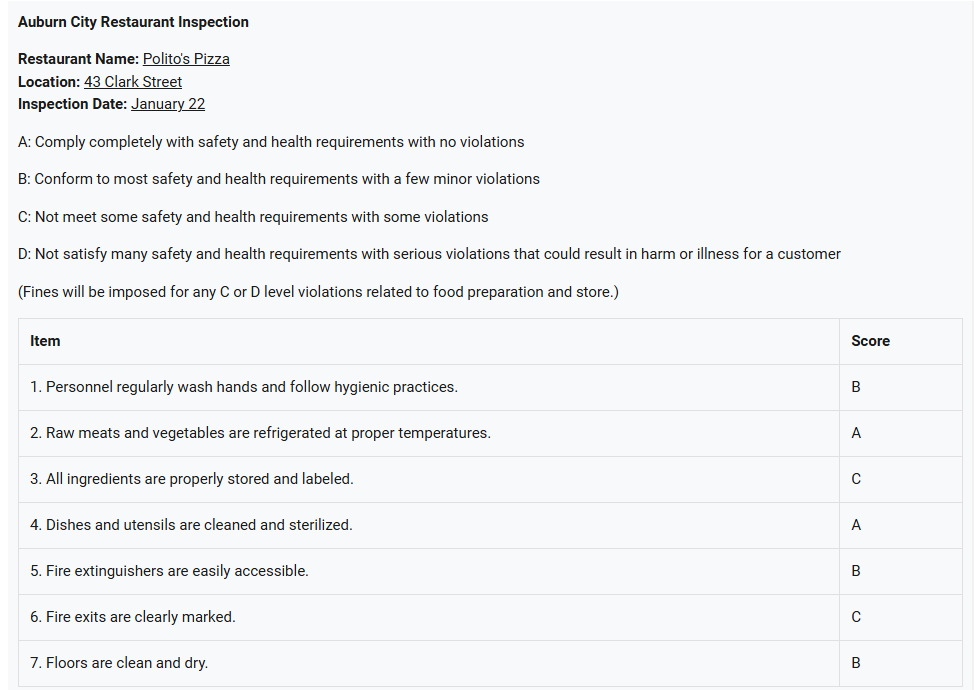 Auburn City Restaurant Inspection
Restaurant Name: Polito's Pizza
Location: 43 Clark Street
Inspection Date: January 22
A: Comply completely with safety and health requirements with no violations
B: Conform to most safety and health requirements with a few minor violations
C: Not meet some safety and health requirements with some violations
D: Not satisfy many safety and health requirements with serious violations that could result in harm or illness for a customer
(Fines will be imposed for any C or D level violations related to food preparation and store.)
Item Score
1. Personnel regularly wash hands and follow hygienic practices. B
2. Raw meats and vegetables are refrigerated at proper temperatures. A
3. All ingredients are properly stored and labeled. C
4. Dishes and utensils are cleaned and sterilized. A
5. Fire extinguishers are easily accessible. B
6. Fire exits are clearly marked. C
7. Floors are clean and dry. B